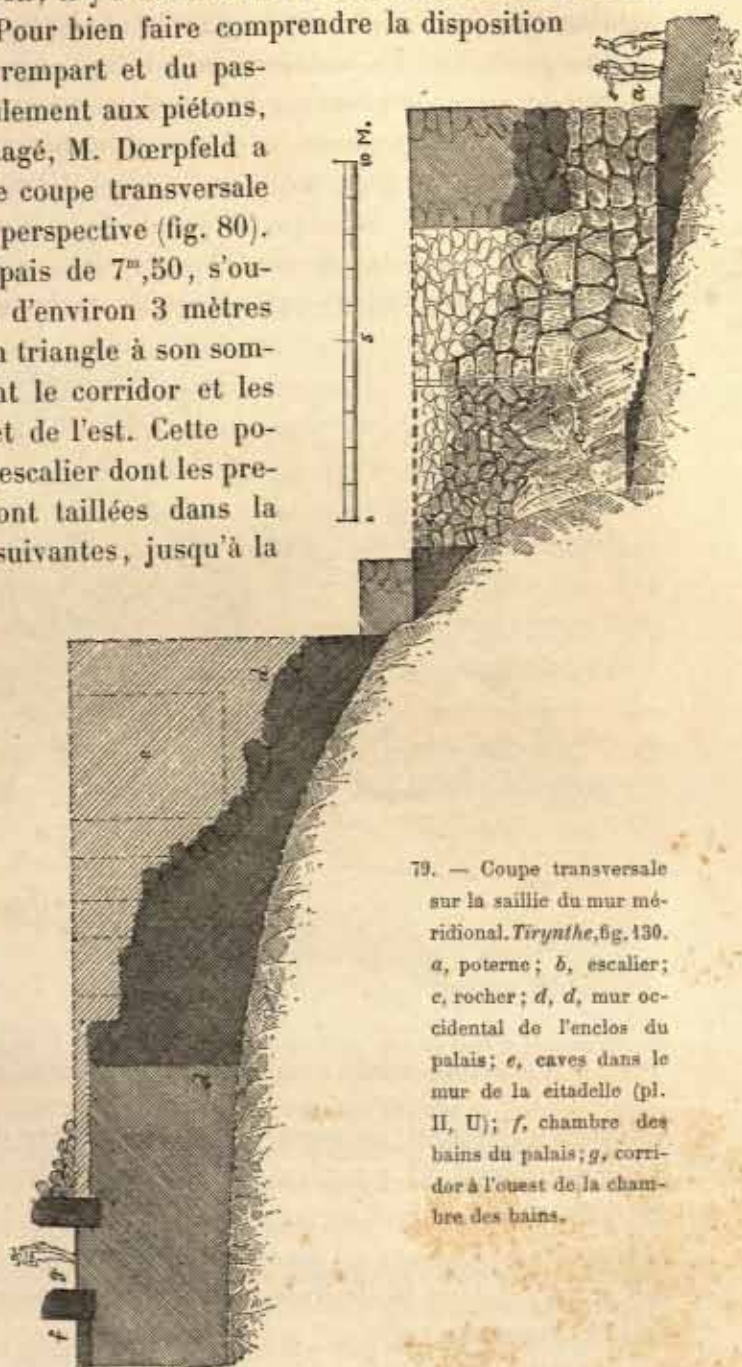 Pour bien faire comprendre la disposition
rempart et du pas-
ulement aux piétons,
tagé, M. Dœrpfeld a
e coupe transversale
perspective (fig. 80).
pais de 7ᵐ,50, s'ou-
d'environ 3 mètres
n triangle à son som-
nt le corridor et les
et de l'est. Cette po-
escalier dont les pre-
ont taillées dans la
suivantes, jusqu'à la
10 M.
5
a
d
e
d
g
f
79. — Coupe transversale
sur la saillie du mur mé-
ridional. Tirynthe, fig. 130.
a, poterne; b, escalier;
c, rocher; d, d, mur oc-
cidental de l'enclos du
palais; e, caves dans le
mur de la citadelle (pl.
II, U); f, chambre des
bains du palais; g, corri-
dor à l'ouest de la cham-
bre des bains.